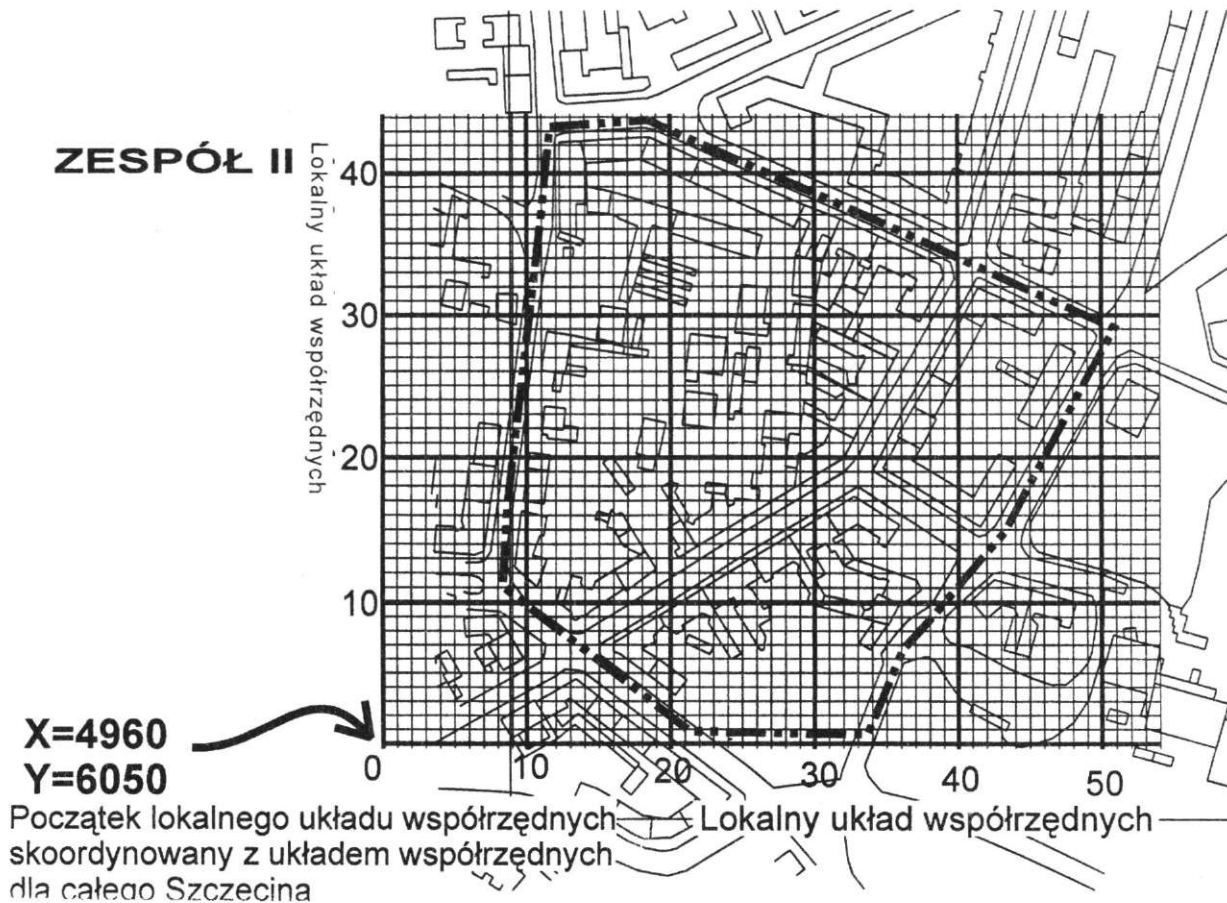 ZESPÓŁ II
Lokalny układ współrzędnych
40
30
20
10
0
X=4960
Y=6050
0
10
20
30
40
50
Początek lokalnego układu współrzędnych
skoordynowany z układem współrzędnych
dla całego Szczecina
Lokalny układ współrzędnych